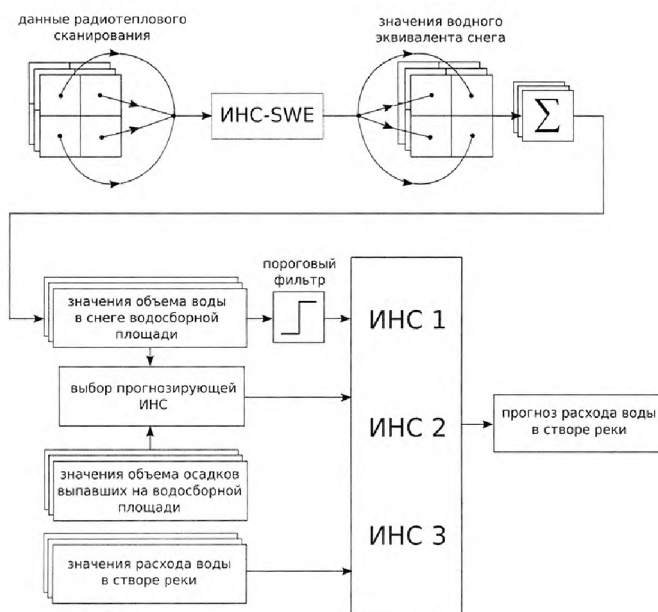 данные радиотеплового
сканирования
значения водного
эквивалента снега
ИНС-SWE
Σ
значения объема воды
в снеге водосборной
площади
пороговый
фильтр
выбор прогнозирующей
ИНС
значения объема осадков
выпавших на водосборной
площади
значения расхода воды
в створе реки
ИНС 1
ИНС 2
ИНС 3
прогноз расхода воды
в створе реки